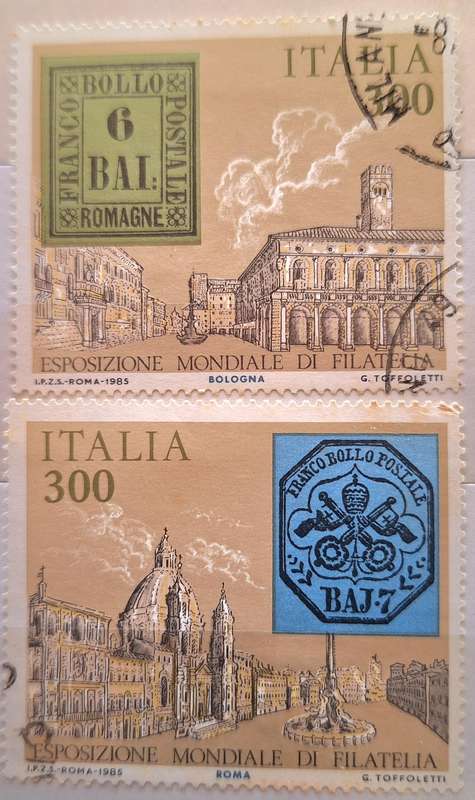 ITALIA
300
FRANCO BOLLO POSTALE
6
BAI:
ROMAGNE
MILAN
ESPOSIZIONE MONDIALE DI FILATELIA
I.P.Z.S.-ROMA-1985 BOLOGNA G. TOFFOLETTI
ITALIA
300
FRANCO BOLLO POSTALE
BAJ·7
ESPOSIZIONE MONDIALE DI FILATELIA
I.P.Z.S.-ROMA-1985 ROMA G. TOFFOLETTI